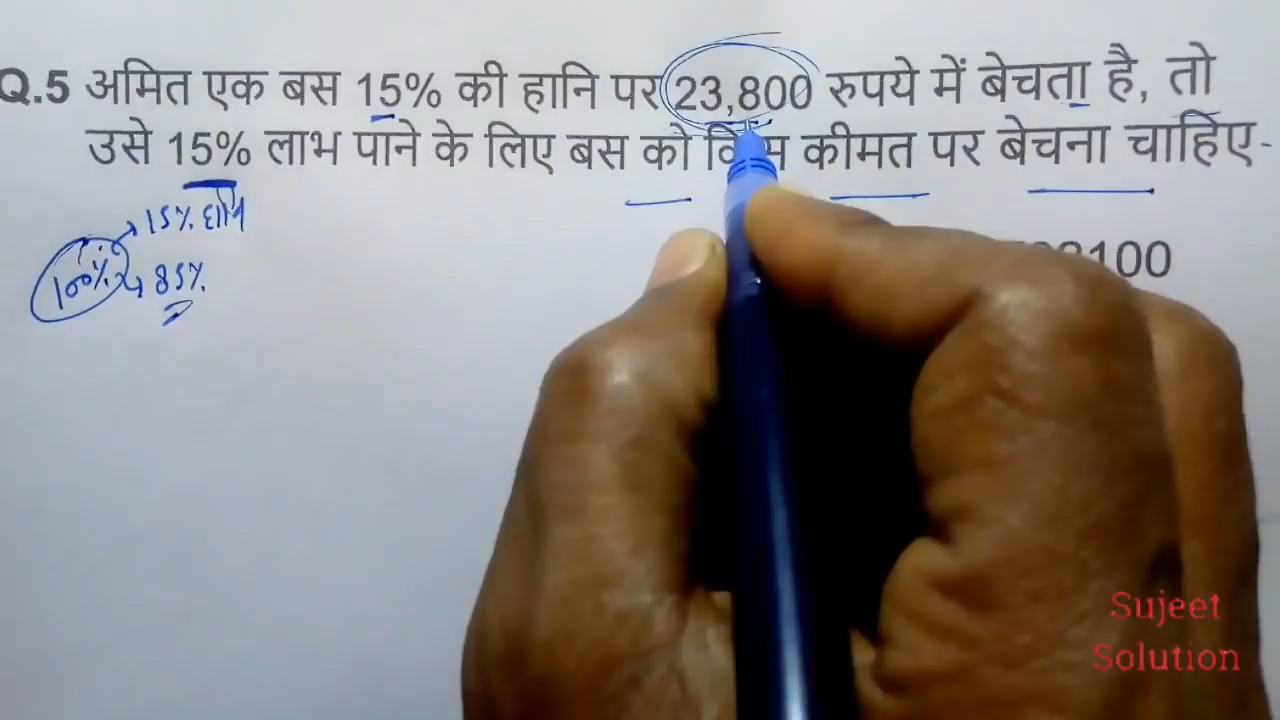 Q.5 अमित एक बस 15% की हानि पर 23,800 रुपये में बेचता है, तो
उसे 15% लाभ पाने के लिए बस को कीमत पर बेचना चाहिए-
15% हानि
100%
85%
100
Sujeet
Solution